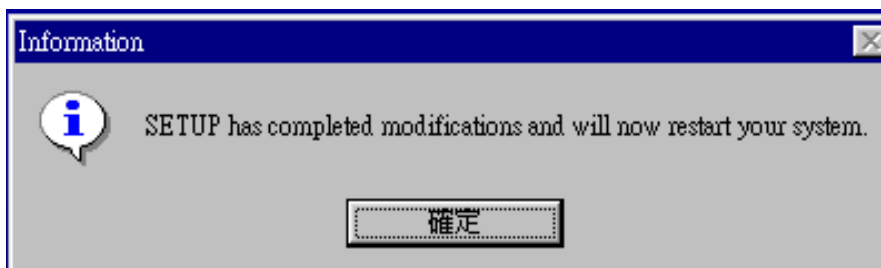 Information
SETUP has completed modifications and will now restart your system.
確定